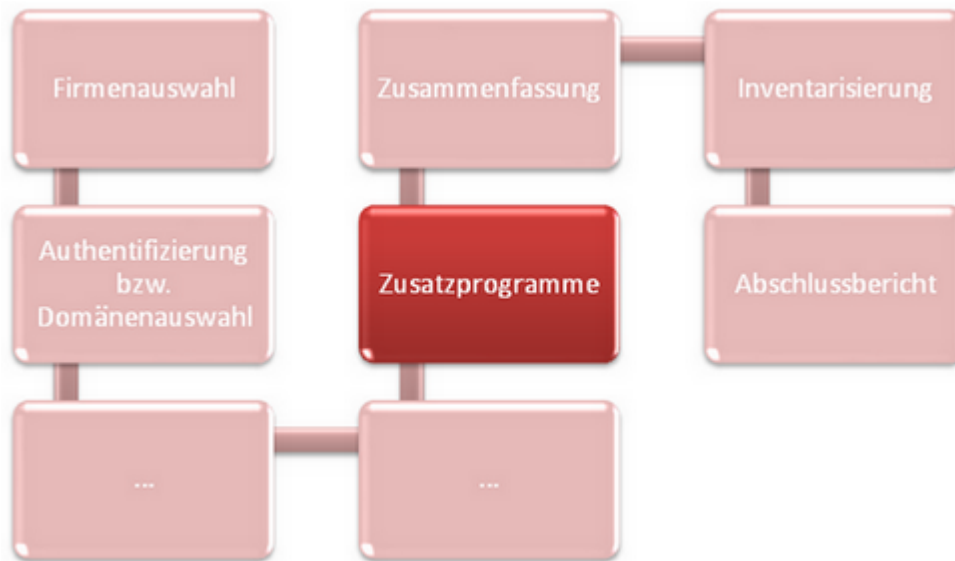 Firmenauswahl
Authentifizierung
bzw.
Domänenauswahl
...
...
Zusatzprogramme
Zusammenfassung
Inventarisierung
Abschlussbericht